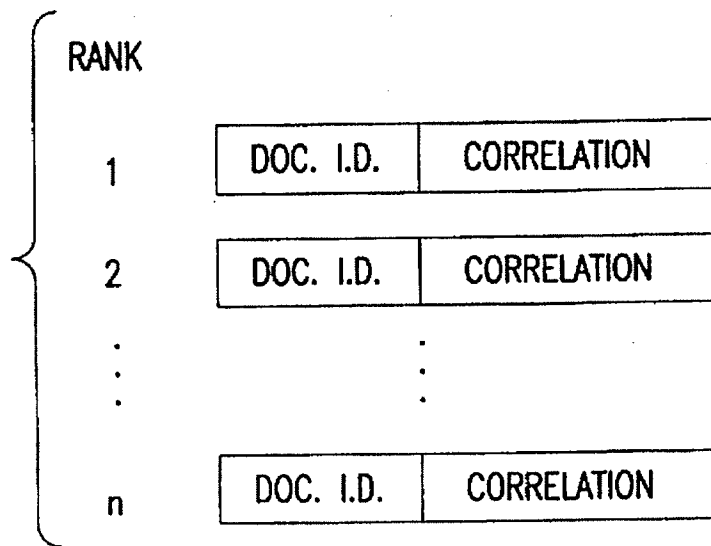 RANK
1 DOC. I.D. CORRELATION
2 DOC. I.D. CORRELATION
n DOC. I.D. CORRELATION